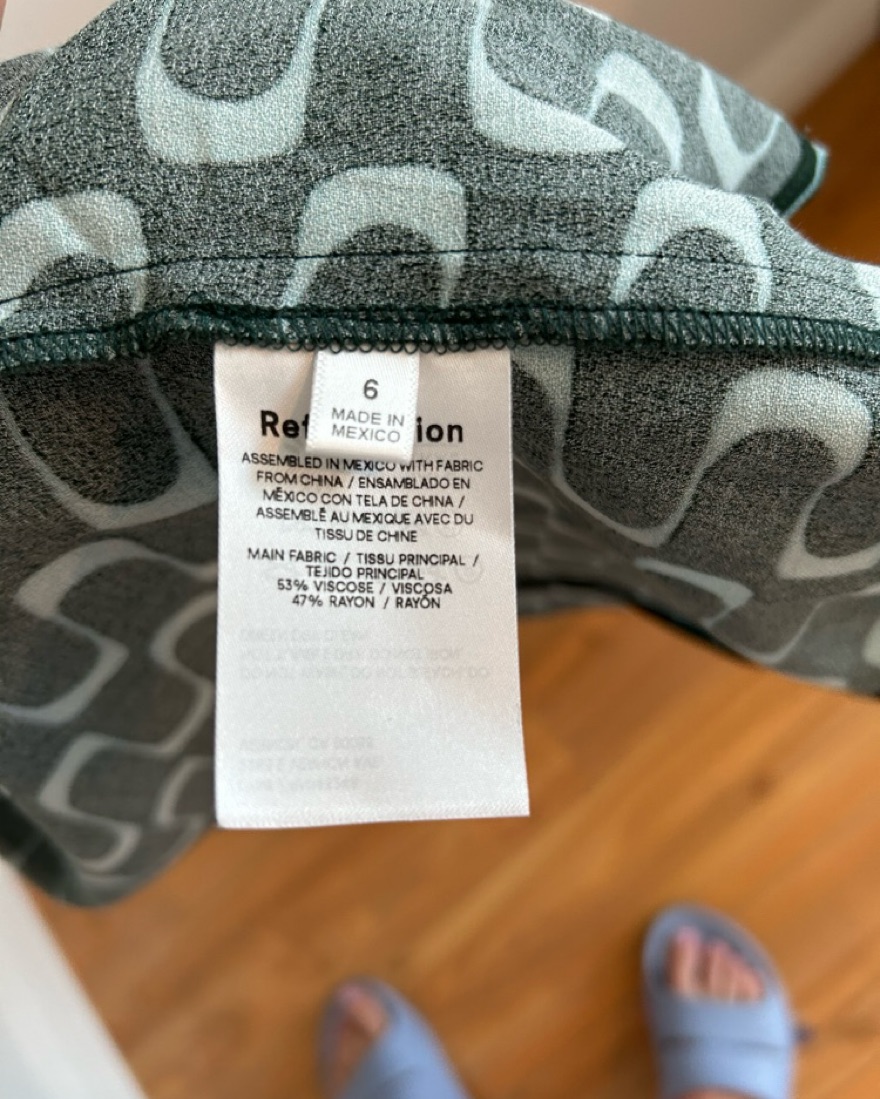 6
MADE IN
MEXICO
Ref ion
ASSEMBLED IN MEXICO WITH FABRIC
FROM CHINA / ENSAMBLADO EN
MÉXICO CON TELA DE CHINA /
ASSEMBLÉ AU MEXIQUE AVEC DU
TISSU DE CHINE
MAIN FABRIC / TISSU PRINCIPAL /
TEJIDO PRINCIPAL
53% VISCOSE / VISCOSA
47% RAYON / RAYÓN